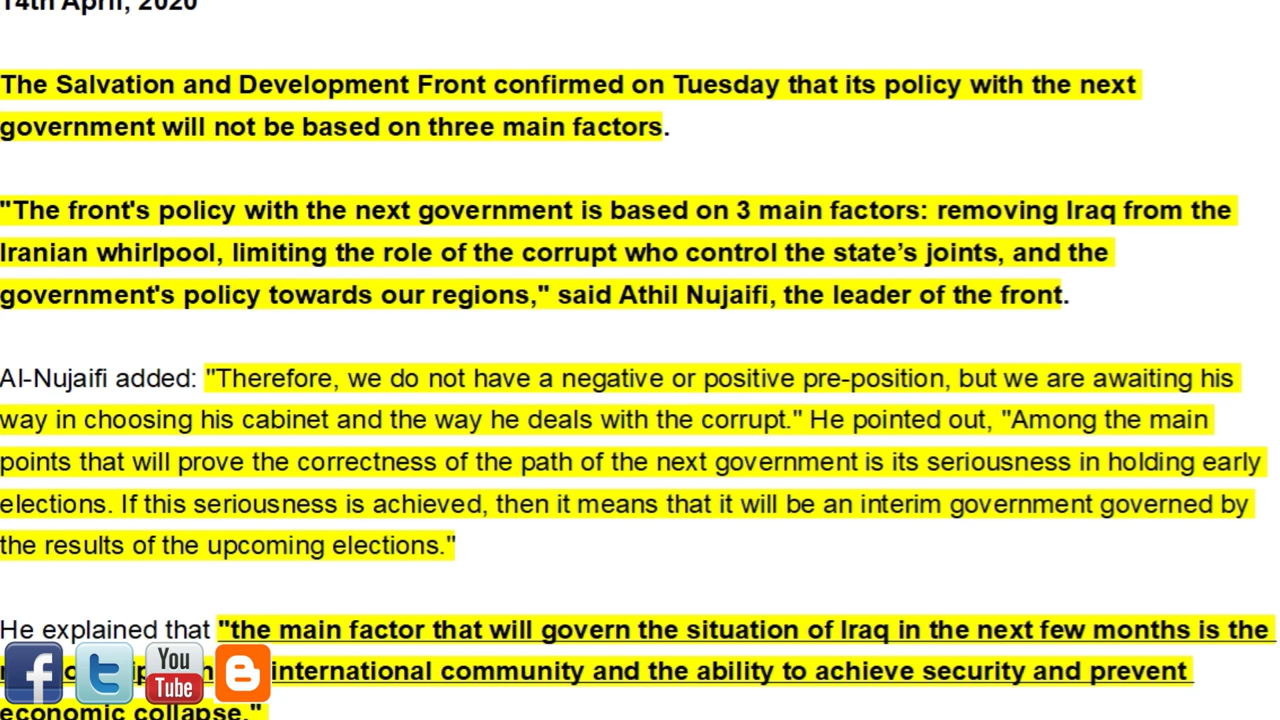 14th April, 2020
The Salvation and Development Front confirmed on Tuesday that its policy with the next
government will not be based on three main factors.
"The front's policy with the next government is based on 3 main factors: removing Iraq from the
Iranian whirlpool, limiting the role of the corrupt who control the state’s joints, and the
government's policy towards our regions," said Athil Nujaifi, the leader of the front.
Al-Nujaifi added: "Therefore, we do not have a negative or positive pre-position, but we are awaiting his
way in choosing his cabinet and the way he deals with the corrupt." He pointed out, "Among the main
points that will prove the correctness of the path of the next government is its seriousness in holding early
elections. If this seriousness is achieved, then it means that it will be an interim government governed by
the results of the upcoming elections."
He explained that "the main factor that will govern the situation of Iraq in the next few months is the
international community and the ability to achieve security and prevent
economic collapse."
You
Tube